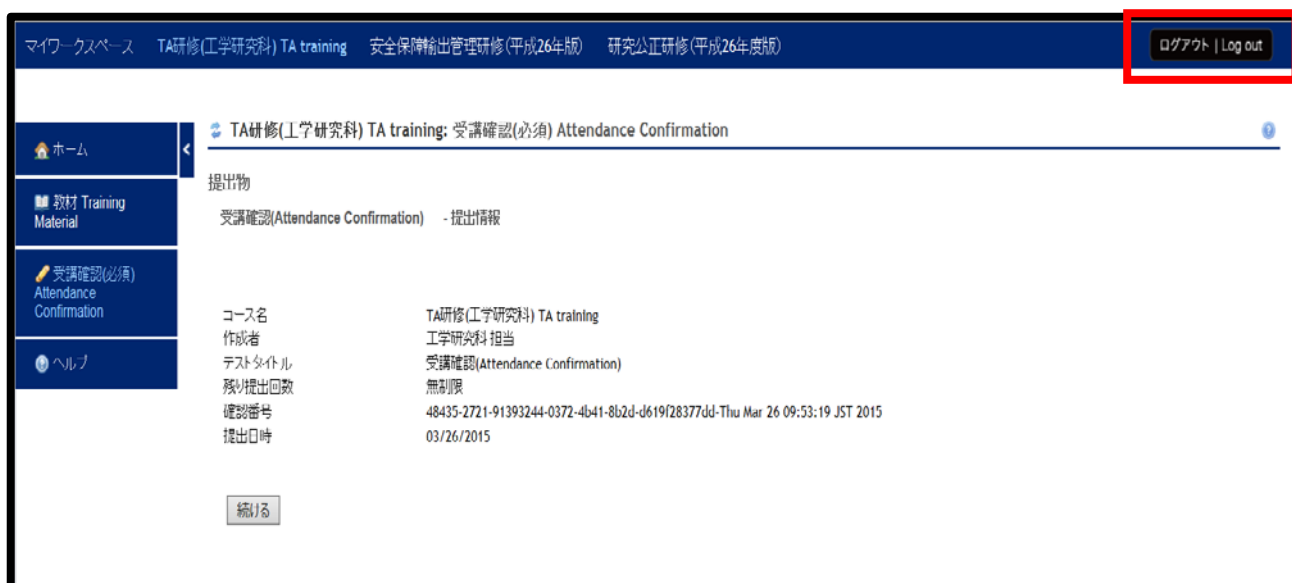 マイワークスペース TA研修(工学研究科) TA training 安全保障輸出管理研修(平成26年版) 研究公正研修(平成26年度版) ログアウト | Log out
TA研修(工学研究科) TA training: 受講確認(必須) Attendance Confirmation
ホーム
教材 Training
Material
受講確認(必須)
Attendance
Confirmation
ヘルプ
提出物
受講確認(Attendance Confirmation) - 提出情報
コース名 TA研修(工学研究科) TA training
作成者 工学研究科 担当
テストタイトル 受講確認(Attendance Confirmation)
残り提出回数 無制限
確認番号 48435-2721-91393244-0372-4b41-8b2d-d619f28377dd-Thu Mar 26 09:53:19 JST 2015
提出日時 03/26/2015
続ける